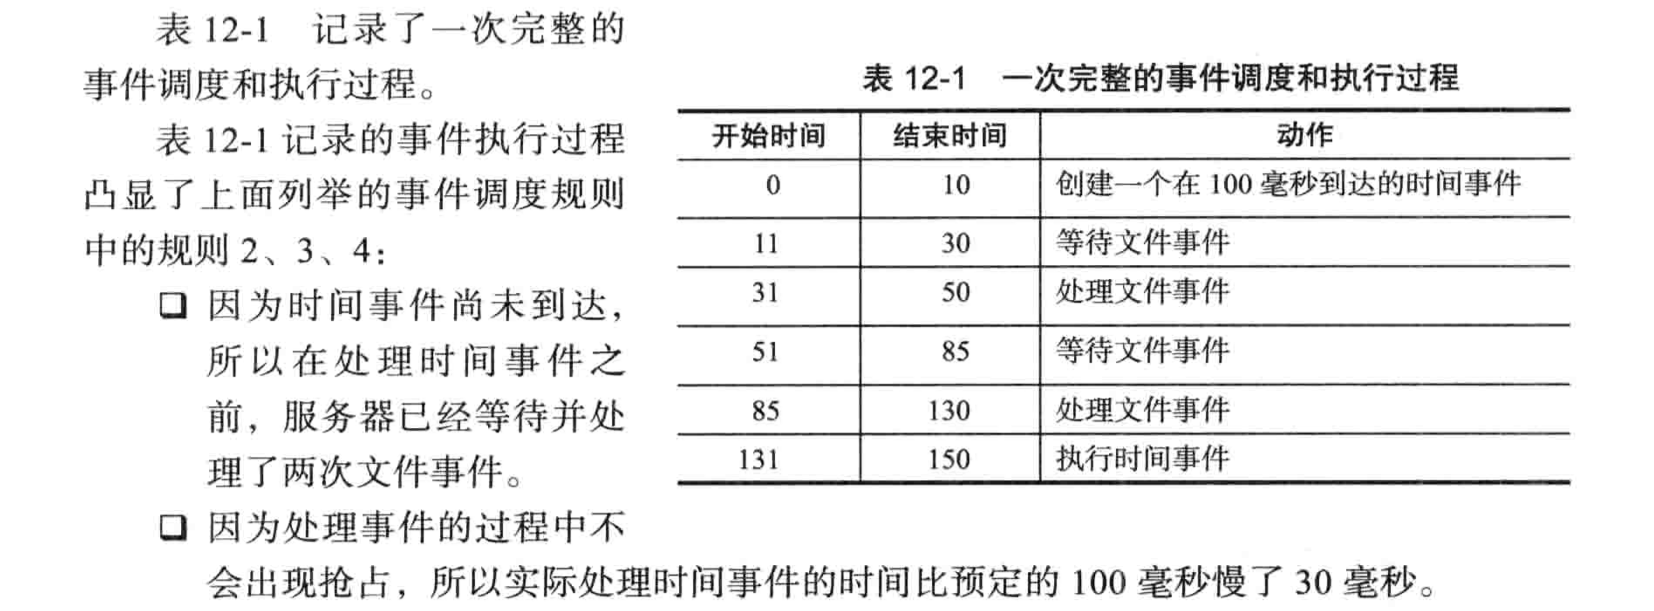 表 12-1 记录了一次完整的
事件调度和执行过程。
表 12-1 记录的事件执行过程
凸显了上面列举的事件调度规则
中的规则 2、3、4：
❑ 因为时间事件尚未到达，
所以在处理时间事件之
前，服务器已经等待并处
理了两次文件事件。
❑ 因为处理事件的过程中不
会出现抢占，所以实际处理时间事件的时间比预定的 100 毫秒慢了 30 毫秒。
表 12-1 一次完整的事件调度和执行过程
开始时间 结束时间 动作
0 10 创建一个在 100 毫秒到达的时间事件
11 30 等待文件事件
31 50 处理文件事件
51 85 等待文件事件
85 130 处理文件事件
131 150 执行时间事件